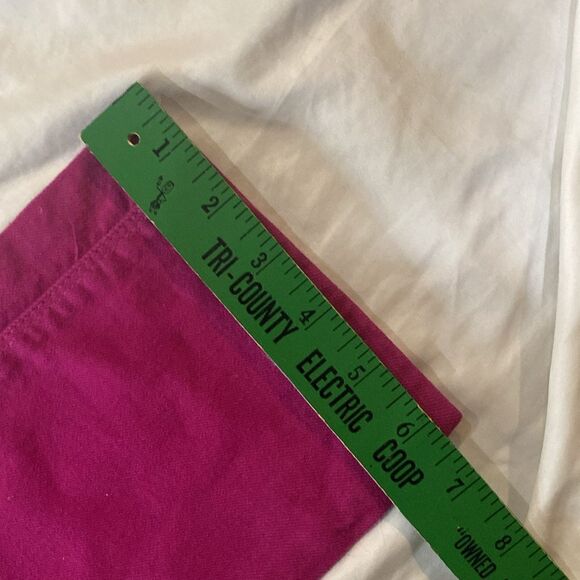 1 2 3 4 5 6 7 8
TRI-COUNTY ELECTRIC COOP
"OWNED